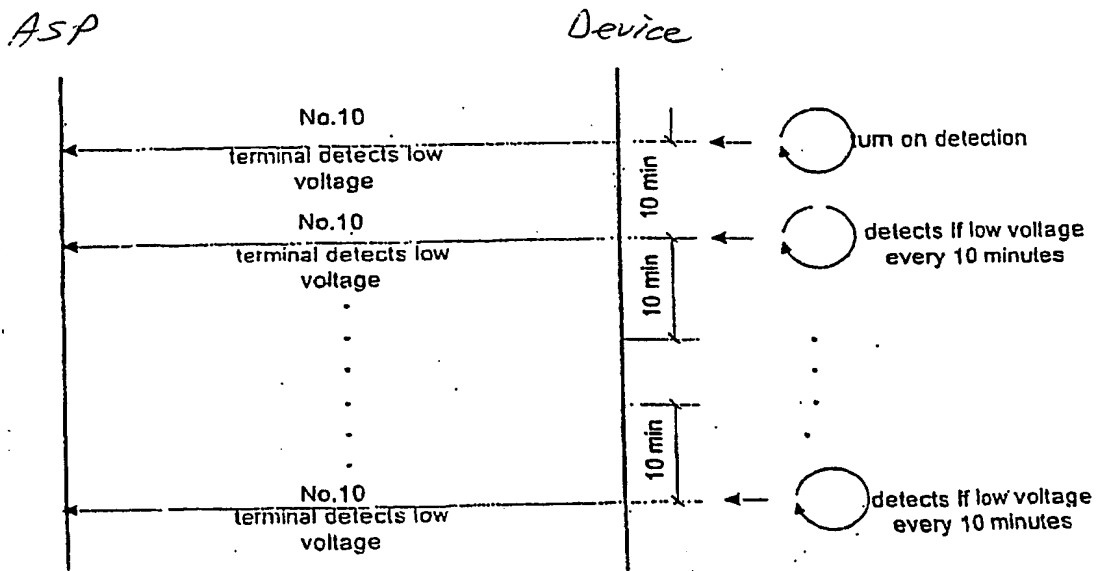 ASP
Device
No.10
terminal detects low
voltage
turn on detection
10 min
No.10
terminal detects low
voltage
detects If low voltage
every 10 minutes
10 min
10 min
No.10
terminal detects low
voltage
detects If low voltage
every 10 minutes